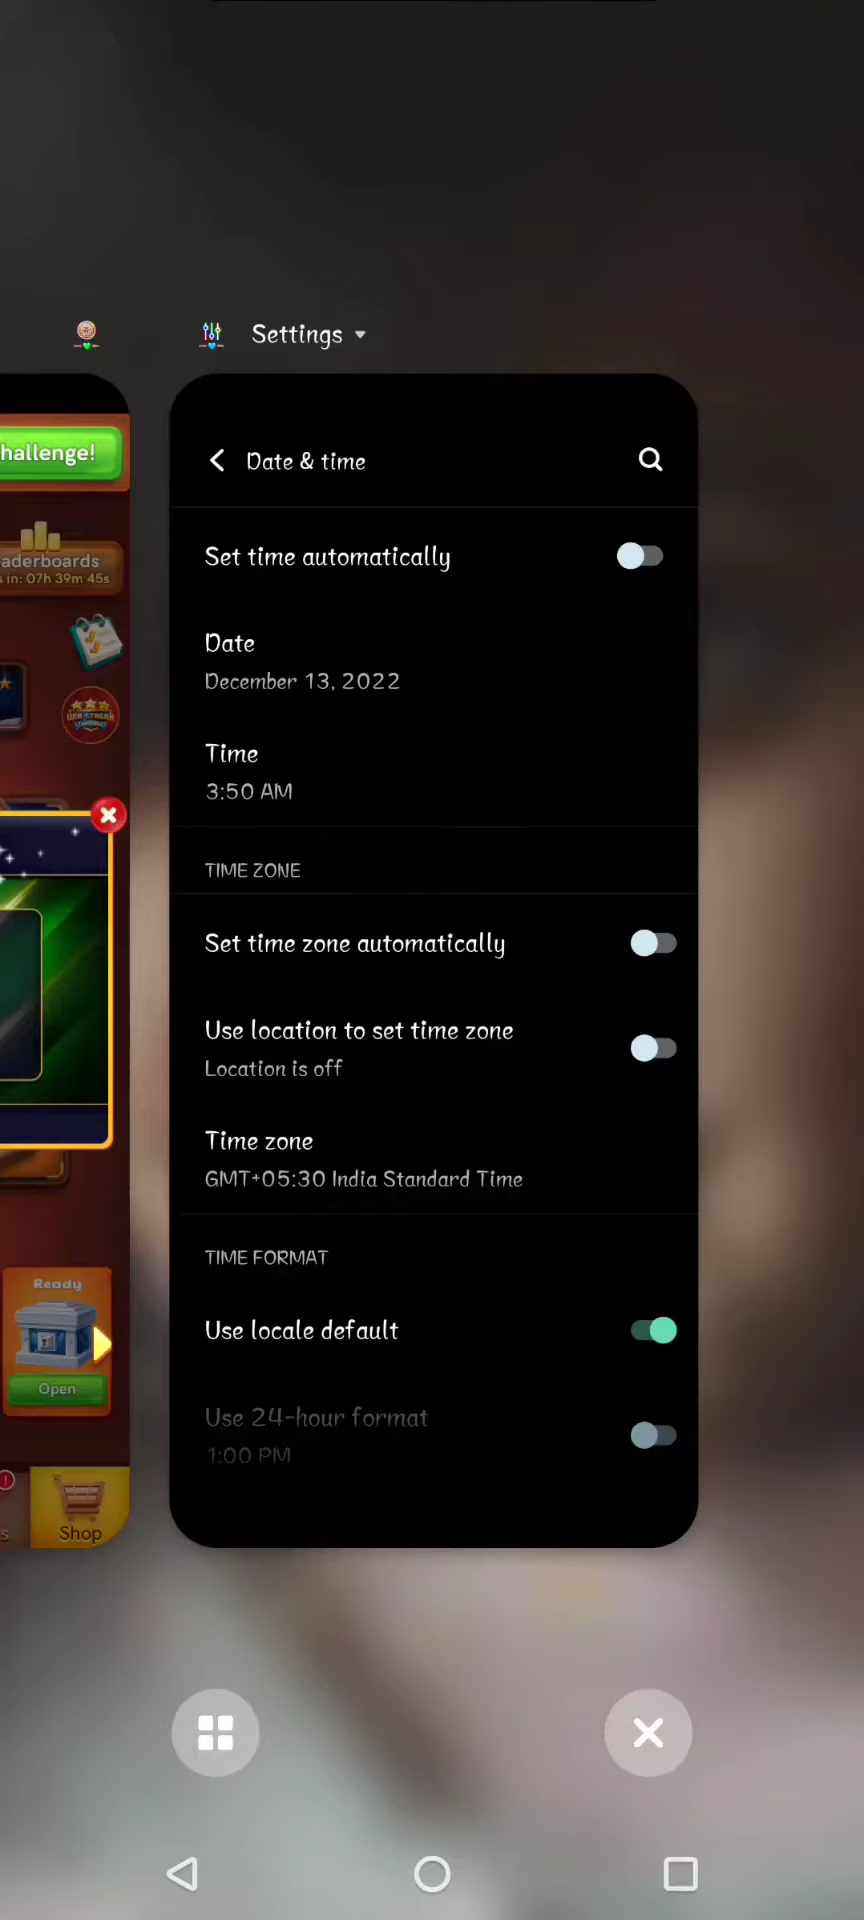 Settings
hallenge!
aderboards
s in: 07h 39m 45s
Ready
Open
s
Shop
Date & time
Set time automatically
Date
December 13, 2022
Time
3:50 AM
TIME ZONE
Set time zone automatically
Use location to set time zone
Location is off
Time zone
GMT+05:30 India Standard Time
TIME FORMAT
Use locale default
Use 24-hour format
1:00 PM